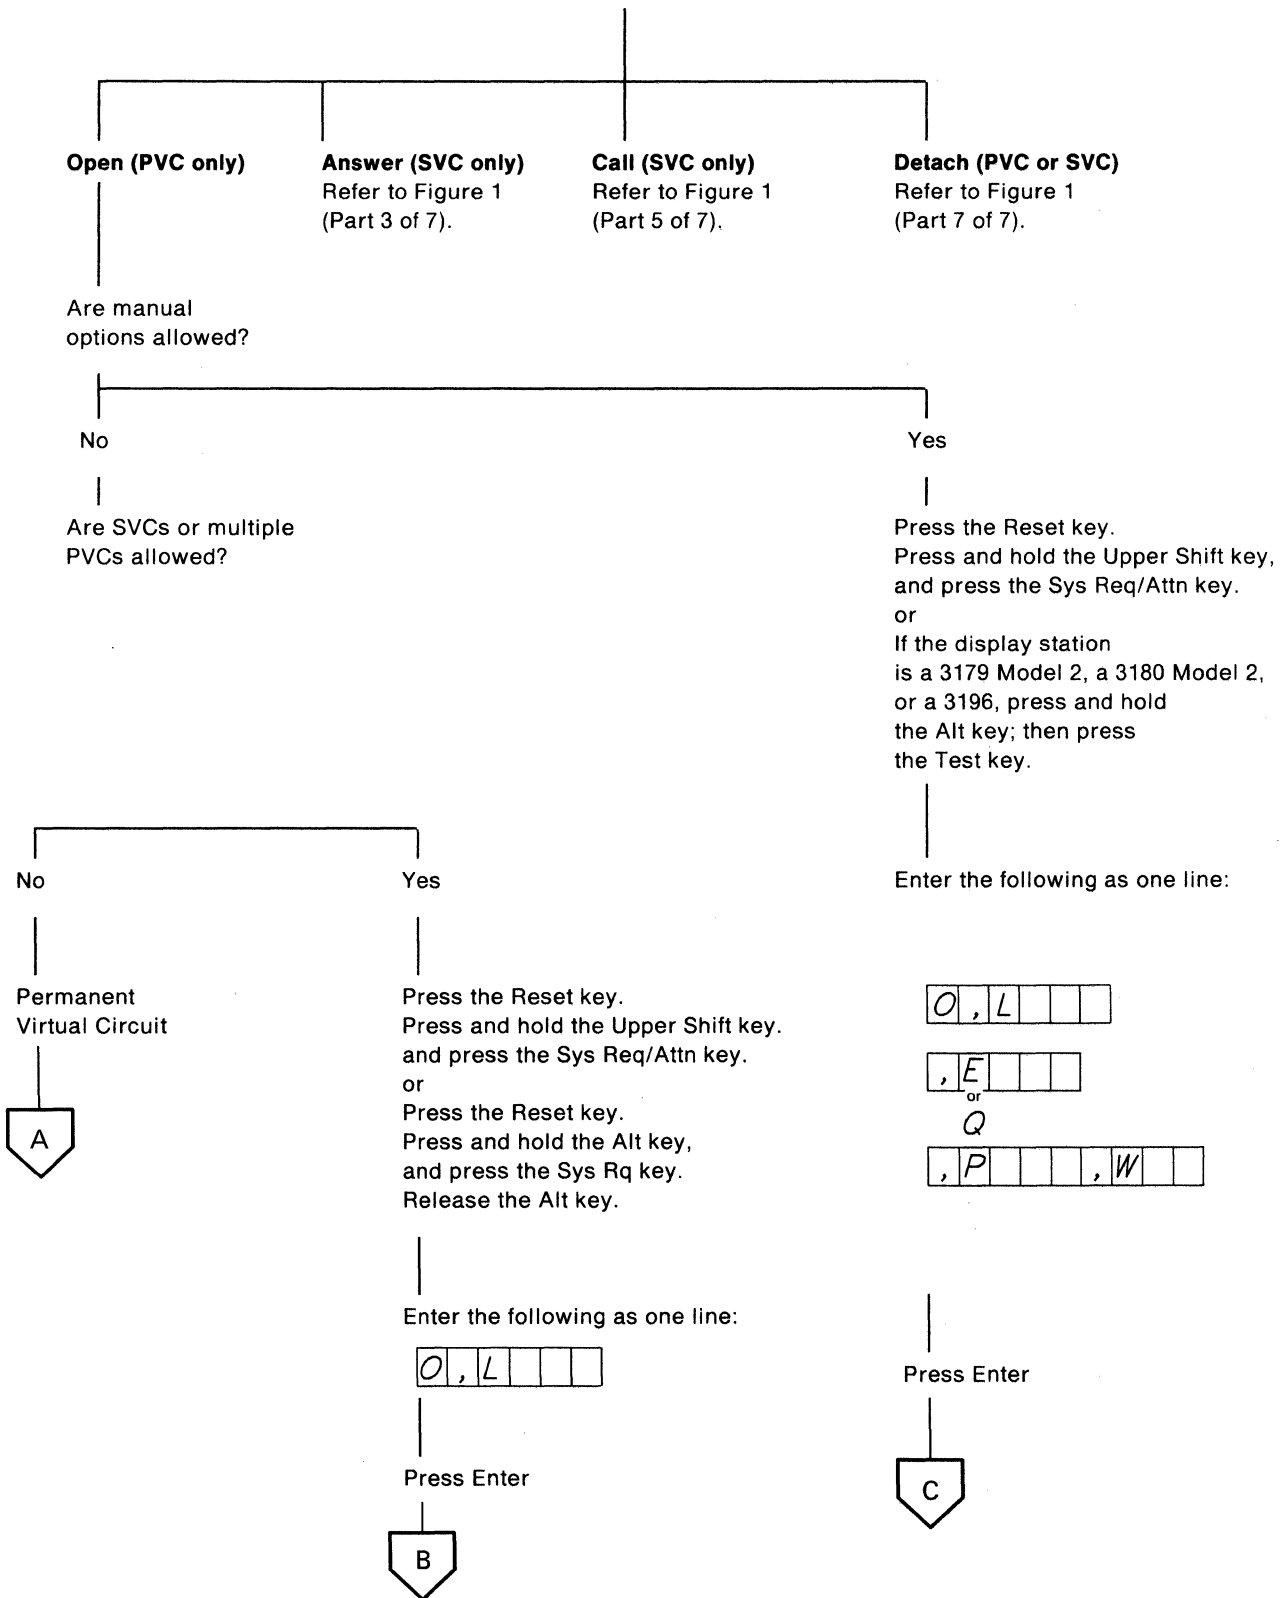 Open (PVC only)
Answer (SVC only)
Refer to Figure 1
(Part 3 of 7).
Call (SVC only)
Refer to Figure 1
(Part 5 of 7).
Detach (PVC or SVC)
Refer to Figure 1
(Part 7 of 7).
Are manual
options allowed?
No
Yes
Are SVCs or multiple
PVCs allowed?
Press the Reset key.
Press and hold the Upper Shift key,
and press the Sys Req/Attn key.
or
If the display station
is a 3179 Model 2, a 3180 Model 2,
or a 3196, press and hold
the Alt key; then press
the Test key.
No
Yes
Enter the following as one line:
Permanent
Virtual Circuit
A
Press the Reset key.
Press and hold the Upper Shift key.
and press the Sys Req/Attn key.
or
Press the Reset key.
Press and hold the Alt key,
and press the Sys Rq key.
Release the Alt key.
Enter the following as one line:
O,L
Press Enter
B
O,L
,E
or
Q
,P ,W
Press Enter
C